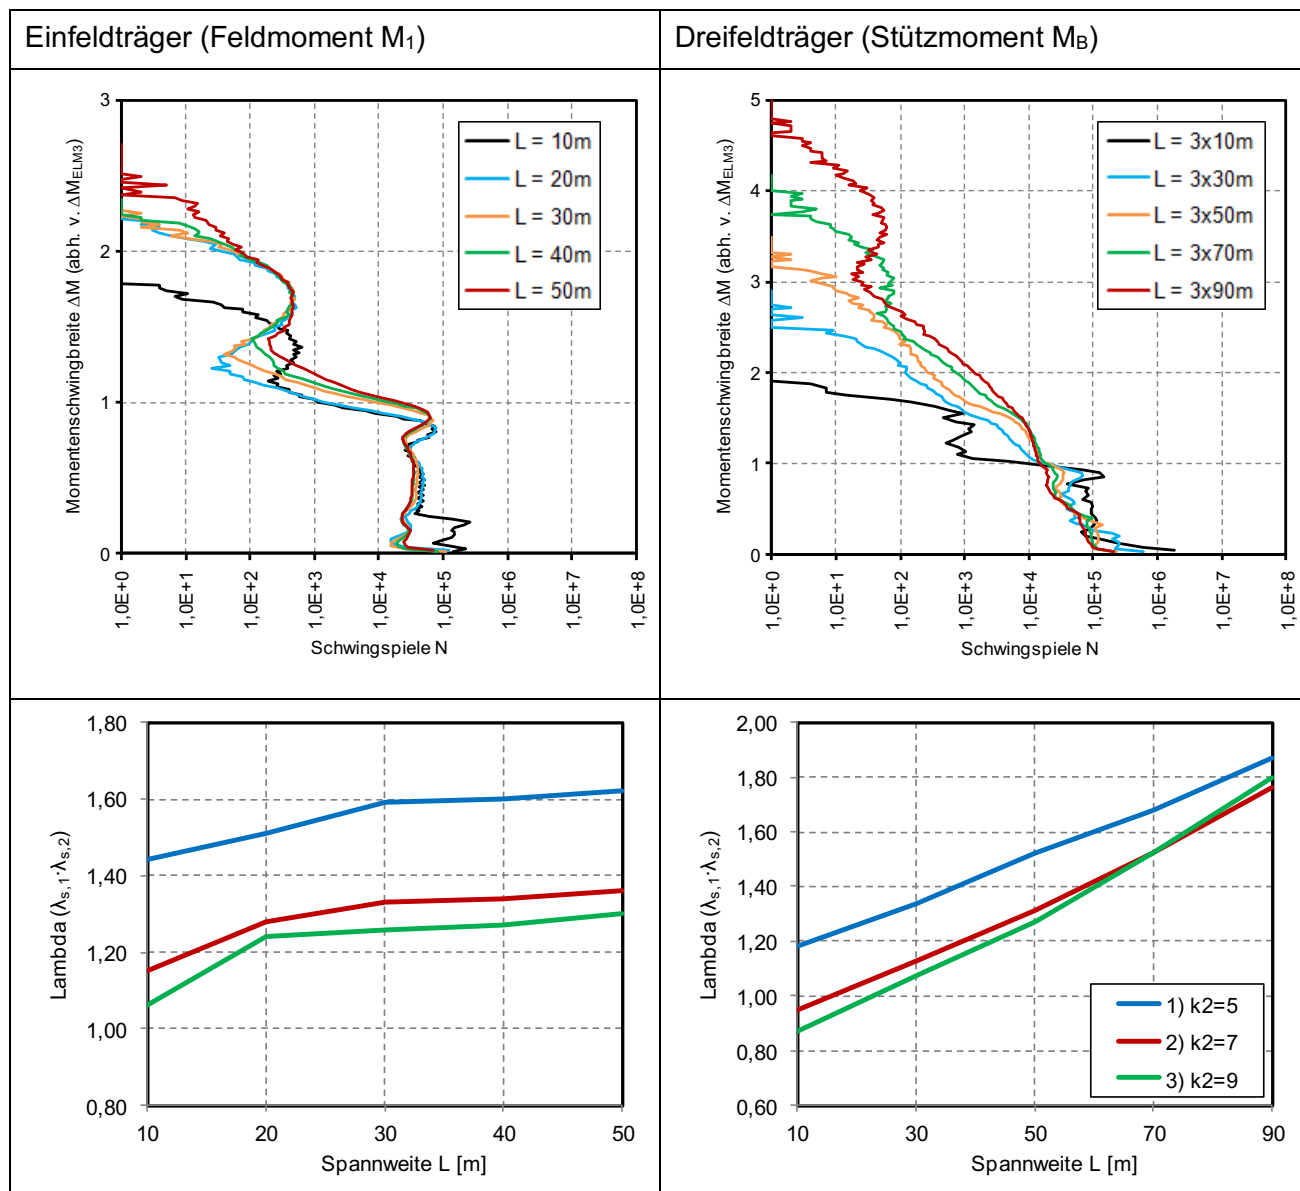 Einfeldträger (Feldmoment M₁)
Dreifeldträger (Stützmoment M_B)
Momentenschwingbreite ΔM (abh. v. ΔM_ELM3)
3
2
1
0
L = 10m
L = 20m
L = 30m
L = 40m
L = 50m
1,0E+0
1,0E+1
1,0E+2
1,0E+3
1,0E+4
1,0E+5
1,0E+6
1,0E+7
1,0E+8
Schwingspiele N
Momentenschwingbreite ΔM (abh. v. ΔM_ELM3)
5
4
3
2
1
0
L = 3x10m
L = 3x30m
L = 3x50m
L = 3x70m
L = 3x90m
1,0E+0
1,0E+1
1,0E+2
1,0E+3
1,0E+4
1,0E+5
1,0E+6
1,0E+7
1,0E+8
Schwingspiele N
Lambda (λ_s,1·λ_s,2)
1,80
1,60
1,40
1,20
1,00
0,80
10 20 30 40 50
Spannweite L [m]
Lambda (λ_s,1·λ_s,2)
2,00
1,80
1,60
1,40
1,20
1,00
0,80
0,60
1) k2=5
2) k2=7
3) k2=9
10 30 50 70 90
Spannweite L [m]